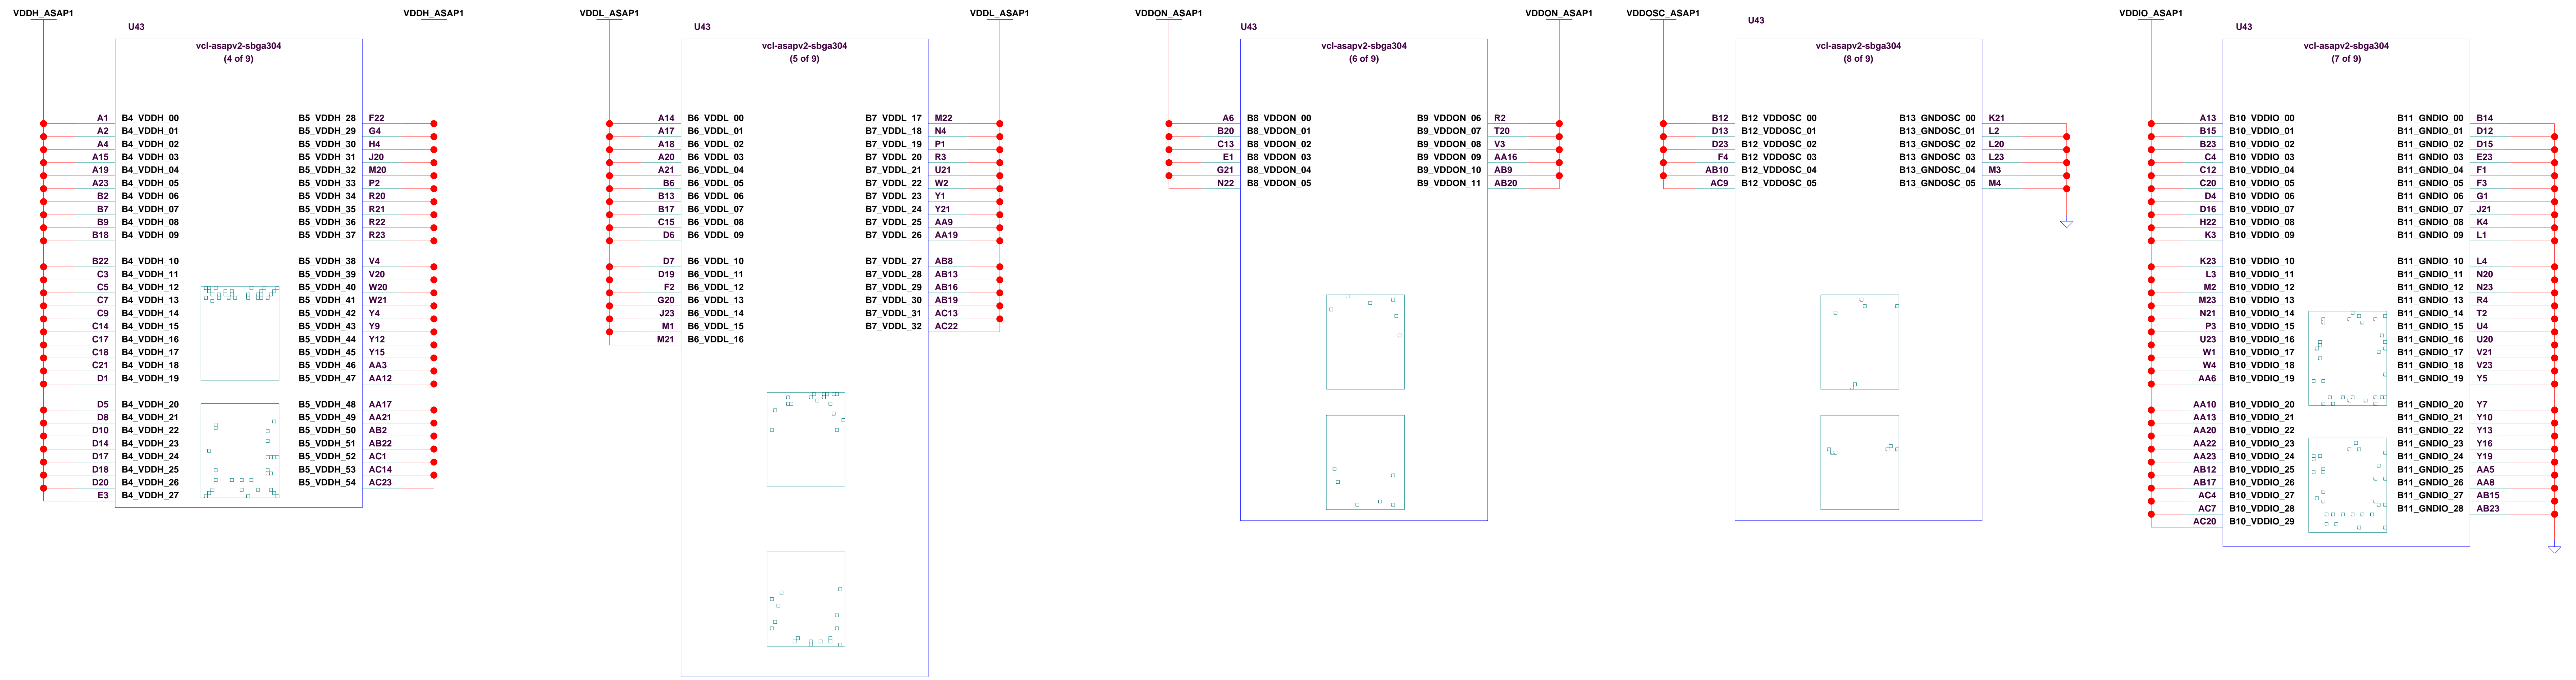 VDDH_ASAP1 VDDH_ASAP1
U43
vcl-asapv2-sbga304
(4 of 9)
A1 B4_VDDH_00 B5_VDDH_28 F22
A2 B4_VDDH_01 B5_VDDH_29 G4
A4 B4_VDDH_02 B5_VDDH_30 H4
A15 B4_VDDH_03 B5_VDDH_31 J20
A19 B4_VDDH_04 B5_VDDH_32 M20
A23 B4_VDDH_05 B5_VDDH_33 P2
B2 B4_VDDH_06 B5_VDDH_34 R20
B7 B4_VDDH_07 B5_VDDH_35 R21
B9 B4_VDDH_08 B5_VDDH_36 R22
B18 B4_VDDH_09 B5_VDDH_37 R23
B22 B4_VDDH_10 B5_VDDH_38 V4
C3 B4_VDDH_11 B5_VDDH_39 V20
C5 B4_VDDH_12 B5_VDDH_40 W20
C7 B4_VDDH_13 B5_VDDH_41 W21
C9 B4_VDDH_14 B5_VDDH_42 Y4
C14 B4_VDDH_15 B5_VDDH_43 Y9
C17 B4_VDDH_16 B5_VDDH_44 Y12
C18 B4_VDDH_17 B5_VDDH_45 Y15
C21 B4_VDDH_18 B5_VDDH_46 AA3
D1 B4_VDDH_19 B5_VDDH_47 AA12
D5 B4_VDDH_20 B5_VDDH_48 AA17
D8 B4_VDDH_21 B5_VDDH_49 AA21
D10 B4_VDDH_22 B5_VDDH_50 AB2
D14 B4_VDDH_23 B5_VDDH_51 AB22
D17 B4_VDDH_24 B5_VDDH_52 AC1
D18 B4_VDDH_25 B5_VDDH_53 AC14
D20 B4_VDDH_26 B5_VDDH_54 AC23
E3 B4_VDDH_27
VDDL_ASAP1 VDDL_ASAP1
U43
vcl-asapv2-sbga304
(5 of 9)
A14 B6_VDDL_00 B7_VDDL_17 M22
A17 B6_VDDL_01 B7_VDDL_18 N4
A18 B6_VDDL_02 B7_VDDL_19 P1
A20 B6_VDDL_03 B7_VDDL_20 R3
A21 B6_VDDL_04 B7_VDDL_21 U21
B6 B6_VDDL_05 B7_VDDL_22 W2
B13 B6_VDDL_06 B7_VDDL_23 Y1
B17 B6_VDDL_07 B7_VDDL_24 Y21
C15 B6_VDDL_08 B7_VDDL_25 AA9
D6 B6_VDDL_09 B7_VDDL_26 AA19
D7 B6_VDDL_10 B7_VDDL_27 AB8
D19 B6_VDDL_11 B7_VDDL_28 AB13
F2 B6_VDDL_12 B7_VDDL_29 AB16
G20 B6_VDDL_13 B7_VDDL_30 AB19
J23 B6_VDDL_14 B7_VDDL_31 AC13
M1 B6_VDDL_15 B7_VDDL_32 AC22
M21 B6_VDDL_16
VDDON_ASAP1 VDDON_ASAP1
U43
vcl-asapv2-sbga304
(6 of 9)
A6 B8_VDDON_00 B9_VDDON_06 R2
B20 B8_VDDON_01 B9_VDDON_07 T20
C13 B8_VDDON_02 B9_VDDON_08 V3
E1 B8_VDDON_03 B9_VDDON_09 AA16
G21 B8_VDDON_04 B9_VDDON_10 AB9
N22 B8_VDDON_05 B9_VDDON_11 AB20
VDDOSC_ASAP1
U43
vcl-asapv2-sbga304
(8 of 9)
B12 B12_VDDOSC_00 B13_GNDOSC_00 K21
D13 B12_VDDOSC_01 B13_GNDOSC_01 L2
D23 B12_VDDOSC_02 B13_GNDOSC_02 L20
F4 B12_VDDOSC_03 B13_GNDOSC_03 L23
AB10 B12_VDDOSC_04 B13_GNDOSC_04 M3
AC9 B12_VDDOSC_05 B13_GNDOSC_05 M4
VDDIO_ASAP1
U43
vcl-asapv2-sbga304
(7 of 9)
A13 B10_VDDIO_00 B11_GNDIO_00 B14
B15 B10_VDDIO_01 B11_GNDIO_01 D12
B23 B10_VDDIO_02 B11_GNDIO_02 D15
C4 B10_VDDIO_03 B11_GNDIO_03 E23
C12 B10_VDDIO_04 B11_GNDIO_04 F1
C20 B10_VDDIO_05 B11_GNDIO_05 F3
D4 B10_VDDIO_06 B11_GNDIO_06 G1
D16 B10_VDDIO_07 B11_GNDIO_07 J21
H22 B10_VDDIO_08 B11_GNDIO_08 K4
K3 B10_VDDIO_09 B11_GNDIO_09 L1
K23 B10_VDDIO_10 B11_GNDIO_10 L4
L3 B10_VDDIO_11 B11_GNDIO_11 N20
M2 B10_VDDIO_12 B11_GNDIO_12 N23
M23 B10_VDDIO_13 B11_GNDIO_13 R4
N21 B10_VDDIO_14 B11_GNDIO_14 T2
P3 B10_VDDIO_15 B11_GNDIO_15 U4
U23 B10_VDDIO_16 B11_GNDIO_16 U20
W1 B10_VDDIO_17 B11_GNDIO_17 V21
W4 B10_VDDIO_18 B11_GNDIO_18 V23
AA6 B10_VDDIO_19 B11_GNDIO_19 Y5
AA10 B10_VDDIO_20 B11_GNDIO_20 Y7
AA13 B10_VDDIO_21 B11_GNDIO_21 Y10
AA20 B10_VDDIO_22 B11_GNDIO_22 Y13
AA22 B10_VDDIO_23 B11_GNDIO_23 Y16
AA23 B10_VDDIO_24 B11_GNDIO_24 Y19
AB12 B10_VDDIO_25 B11_GNDIO_25 AA5
AB17 B10_VDDIO_26 B11_GNDIO_26 AA8
AC4 B10_VDDIO_27 B11_GNDIO_27 AB15
AC7 B10_VDDIO_28 B11_GNDIO_28 AB23
AC20 B10_VDDIO_29